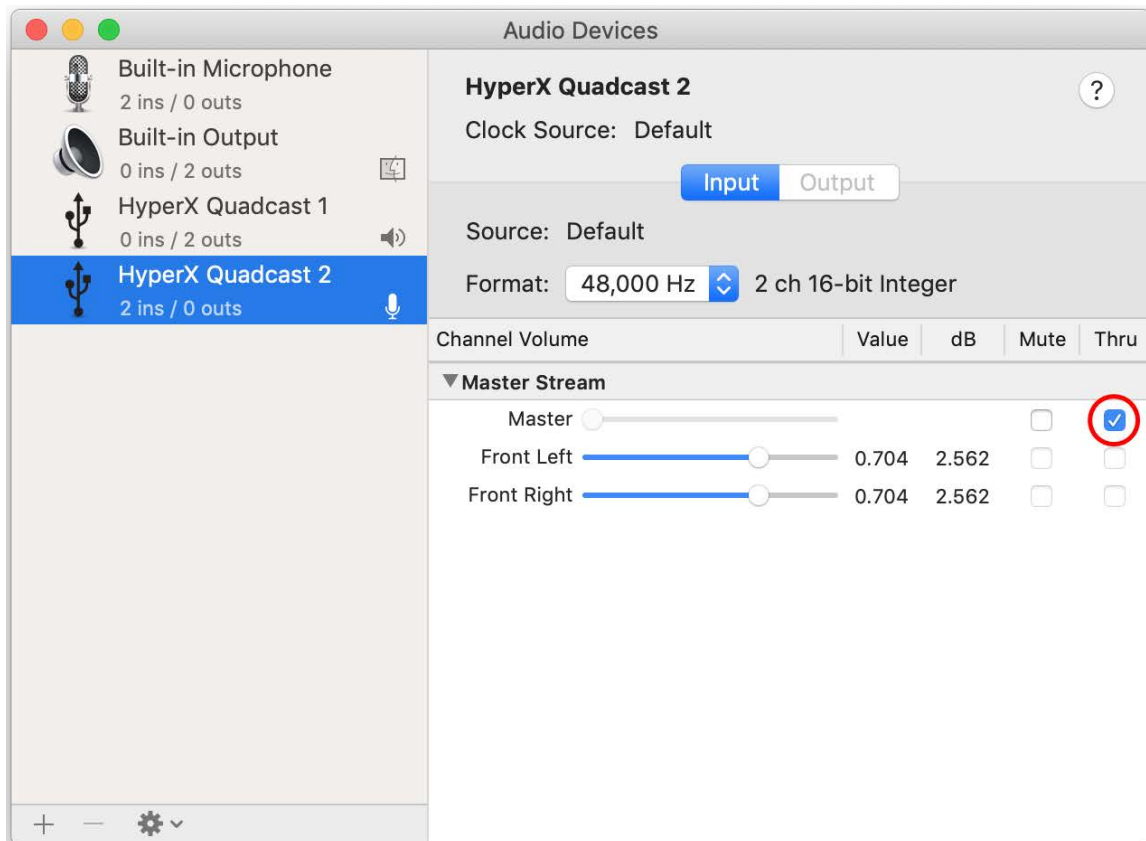 Audio Devices
Built-in Microphone
2 ins / 0 outs
Built-in Output
0 ins / 2 outs
HyperX Quadcast 1
0 ins / 2 outs
HyperX Quadcast 2
2 ins / 0 outs
HyperX Quadcast 2
?
Clock Source: Default
Input Output
Source: Default
Format: 48,000 Hz 2 ch 16-bit Integer
Channel Volume Value dB Mute Thru
Master Stream
Master
Front Left 0.704 2.562
Front Right 0.704 2.562